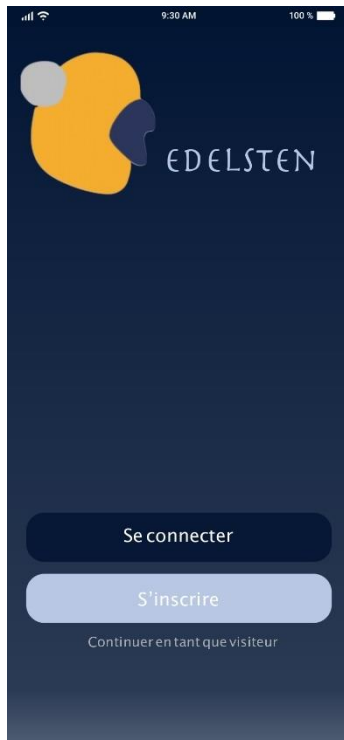 9:30 AM
100 %
EDELSTEN
Se connecter
S'inscrire
Continuer en tant que visiteur